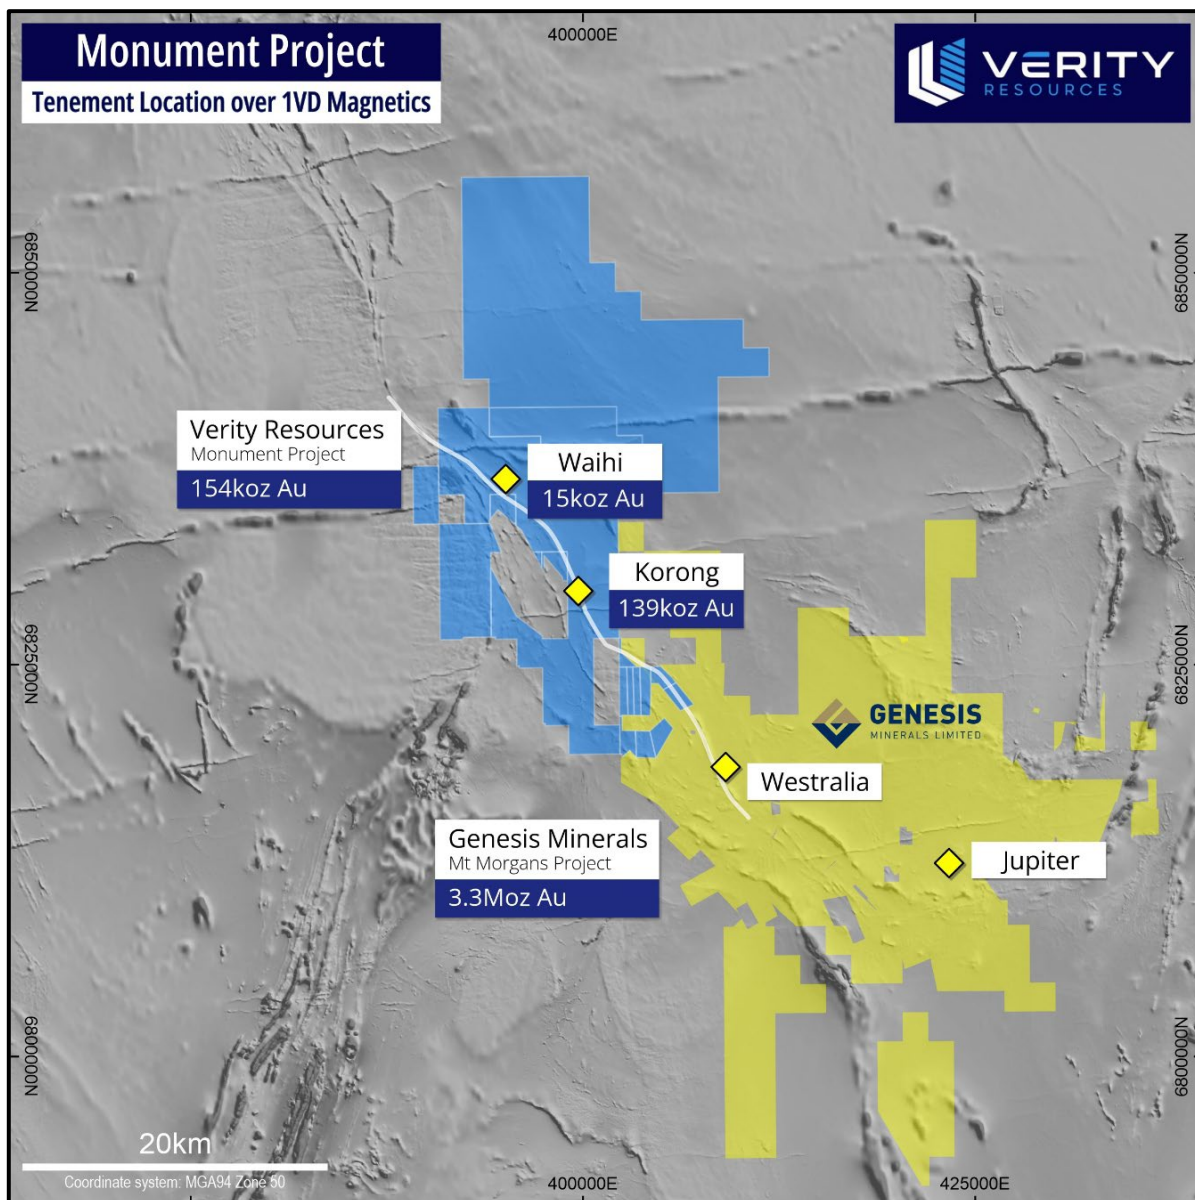 400000E
Monument Project
Tenement Location over 1VD Magnetics
VERITY
RESOURCES
6850000N
6850000N
Verity Resources
Monument Project
154koz Au
Waihi
15koz Au
Korong
139koz Au
6825000N
6825000N
GENESIS
MINERALS LIMITED
Westralia
Genesis Minerals
Mt Morgans Project
3.3Moz Au
Jupiter
6800000N
6800000N
20km
Coordinate system: MGA94 Zone 50
400000E
425000E